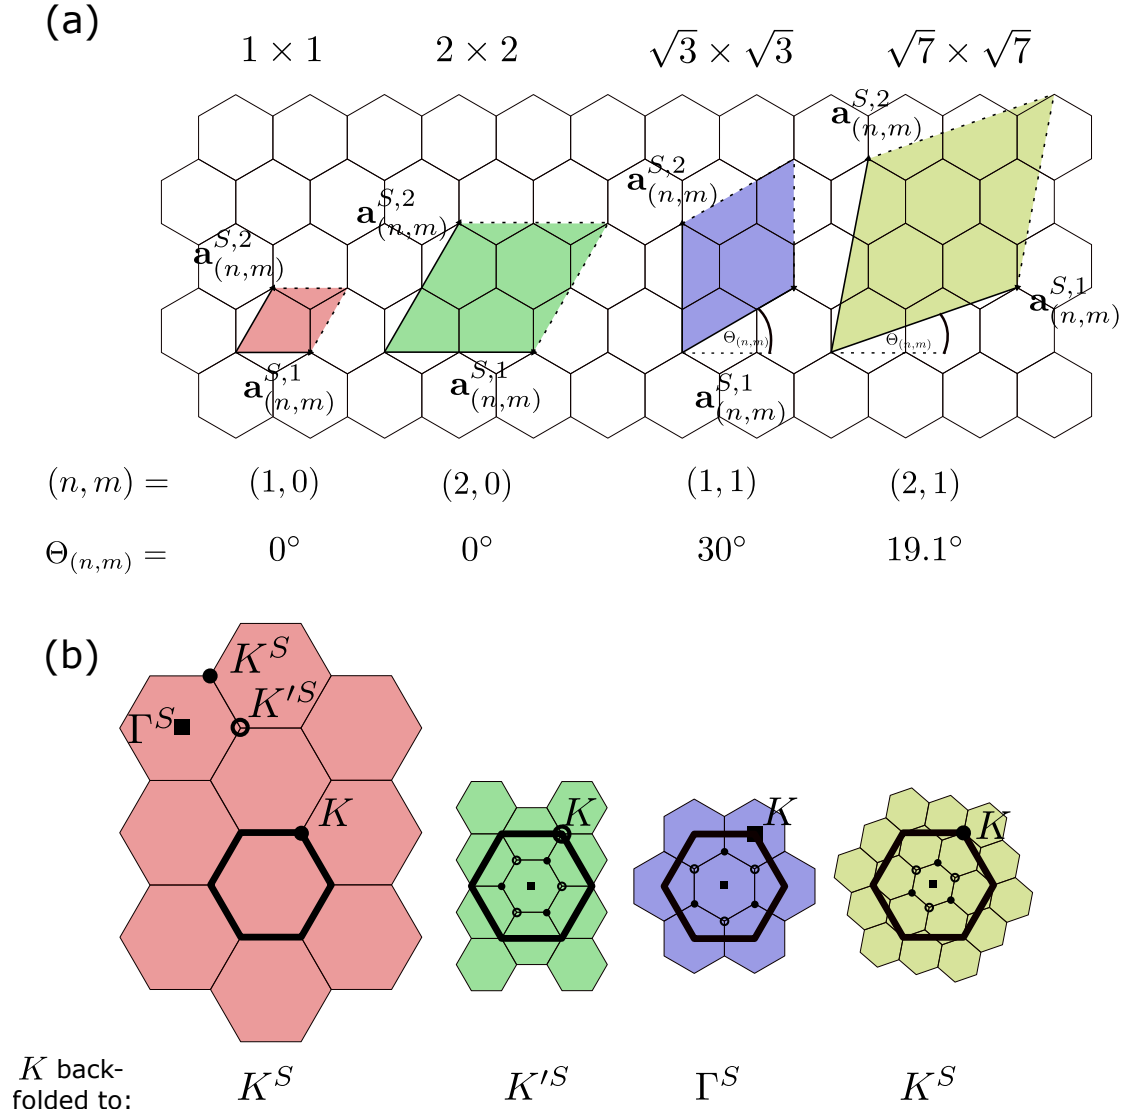 (a)
1 × 1 2 × 2 √3 × √3 √7 × √7
𝐚^{S,2}_{(n,m)} 𝐚^{S,2}_{(n,m)} 𝐚^{S,2}_{(n,m)} 𝐚^{S,2}_{(n,m)}
Θ_{(n,m)} Θ_{(n,m)}
𝐚^{S,1}_{(n,m)} 𝐚^{S,1}_{(n,m)} 𝐚^{S,1}_{(n,m)} 𝐚^{S,1}_{(n,m)}
(n, m) = (1, 0) (2, 0) (1, 1) (2, 1)
Θ_{(n,m)} = 0° 0° 30° 19.1°
(b)
K^S
K'^S
Γ^S
K K K K
K back-
folded to: K^S K'^S Γ^S K^S